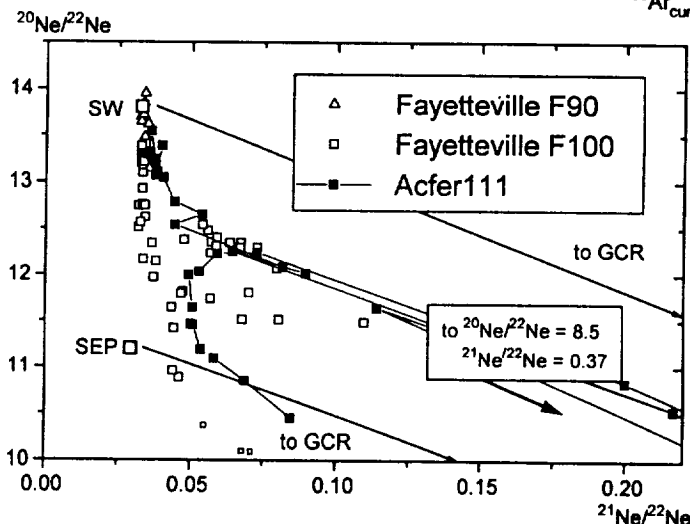 Ar cur
²⁰Ne/²²Ne
14
13
12
11
10
SW
SEP
Fayetteville F90
Fayetteville F100
Acfer111
to GCR
to ²⁰Ne/²²Ne = 8.5
²¹Ne/²²Ne = 0.37
to GCR
0.00
0.05
0.10
0.15
0.20
²¹Ne/²²Ne